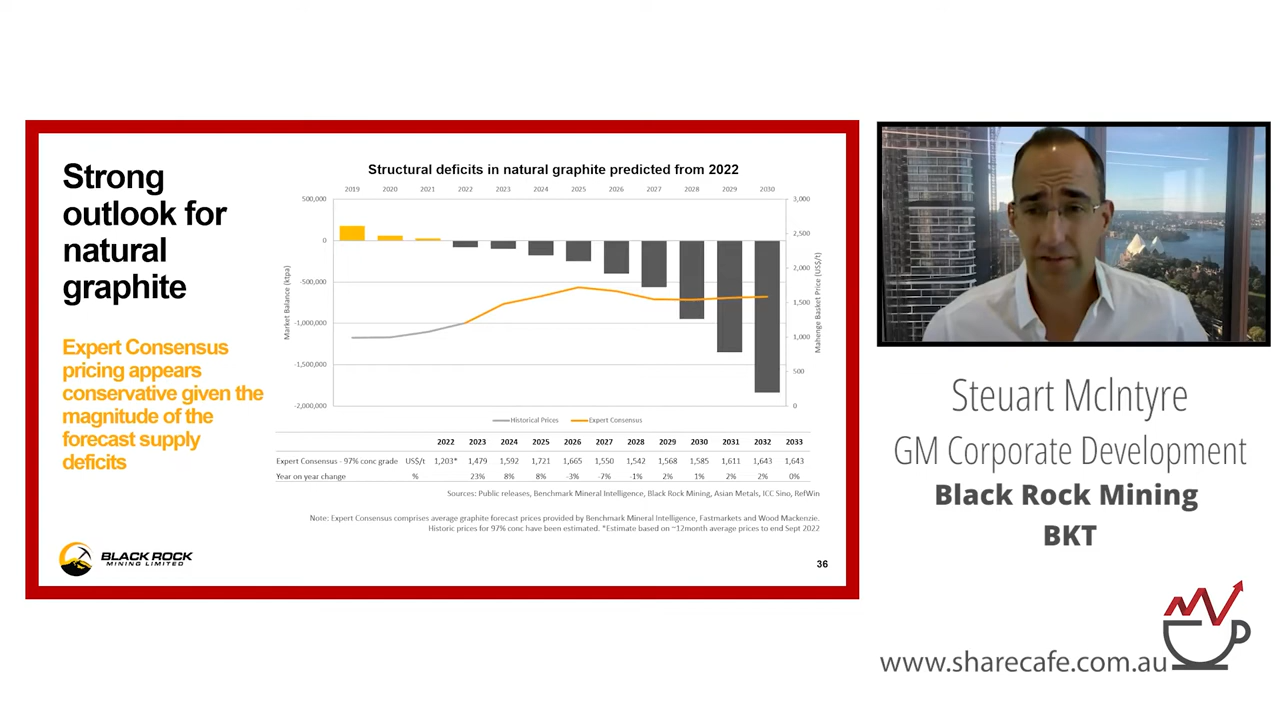 Strong
outlook for
natural
graphite
Expert Consensus
pricing appears
conservative given the
magnitude of the
forecast supply
deficits
Structural deficits in natural graphite predicted from 2022
2019 2020 2021 2022 2023 2024 2025 2026 2027 2028 2029 2030
500,000
0
-500,000
-1,000,000
-1,500,000
-2,000,000
Market Balance (ktpa)
3,000
2,500
2,000
1,500
1,000
500
0
Mahenge Basket Price (US$/t)
Historical Prices Expert Consensus
2022 2023 2024 2025 2026 2027 2028 2029 2030 2031 2032 2033
Expert Consensus - 97% conc grade US$/t 1,203* 1,479 1,592 1,721 1,665 1,550 1,542 1,568 1,585 1,611 1,643 1,643
Year on year change % 23% 8% 8% -3% -7% -1% 2% 1% 2% 2% 0%
Sources: Public releases, Benchmark Mineral Intelligence, Black Rock Mining, Asian Metals, ICC Sino, RefWin
Note: Expert Consensus comprises average graphite forecast prices provided by Benchmark Mineral Intelligence, Fastmarkets and Wood Mackenzie.
Historic prices for 97% conc have been estimated. *Estimate based on ~12month average prices to end Sept 2022
BLACK ROCK
MINING LIMITED
36
Steuart McIntyre
GM Corporate Development
Black Rock Mining
BKT
www.sharecafe.com.au